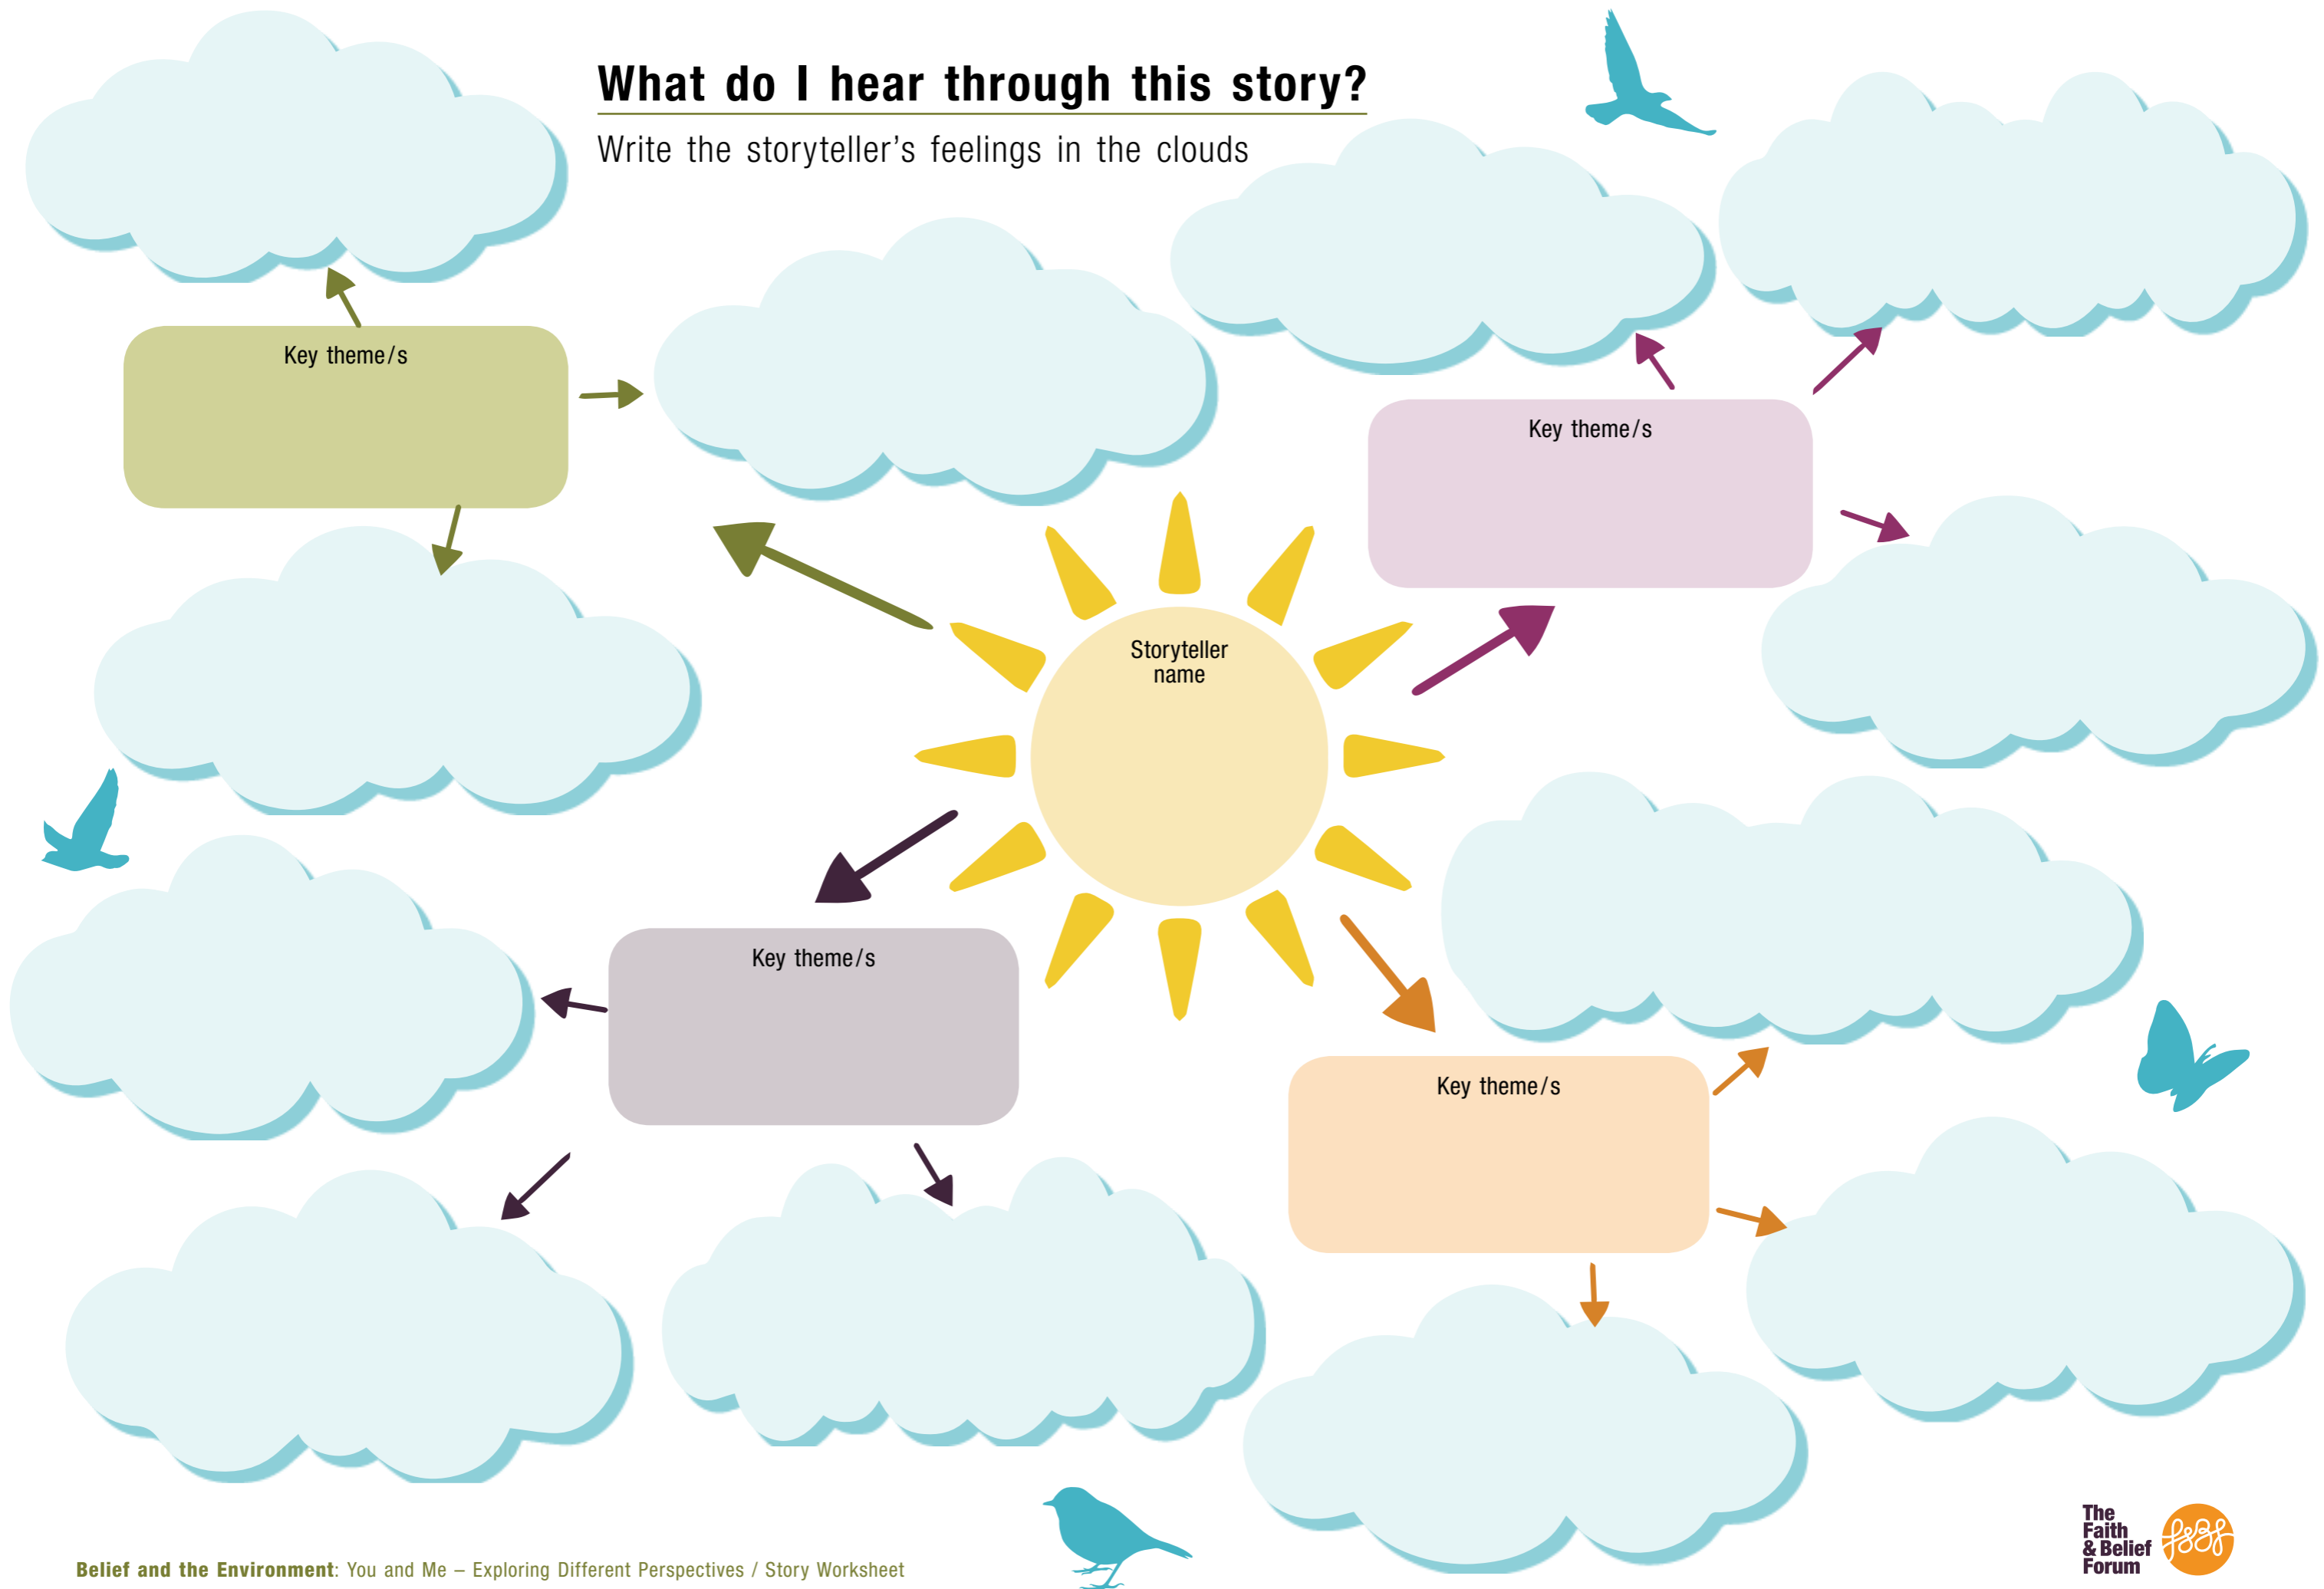 What do I hear through this story?
Write the storyteller’s feelings in the clouds
Key theme/s
Key theme/s
Storyteller
name
Key theme/s
Key theme/s
Belief and the Environment: You and Me – Exploring Different Perspectives / Story Worksheet
The
Faith
& Belief
Forum
f&Bf